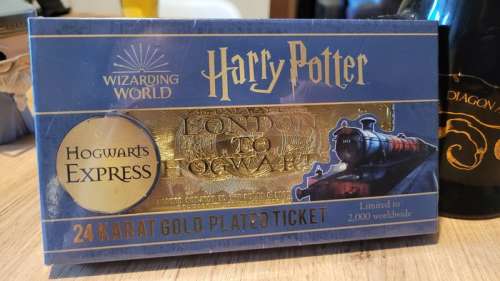 WIZARDING
WORLD
Harry Potter
LONDON
TO
HOGWARTS
HOGWARTS
EXPRESS
24 KARAT GOLD PLATED TICKET
Limited to
2,000 worldwide
DIAGON